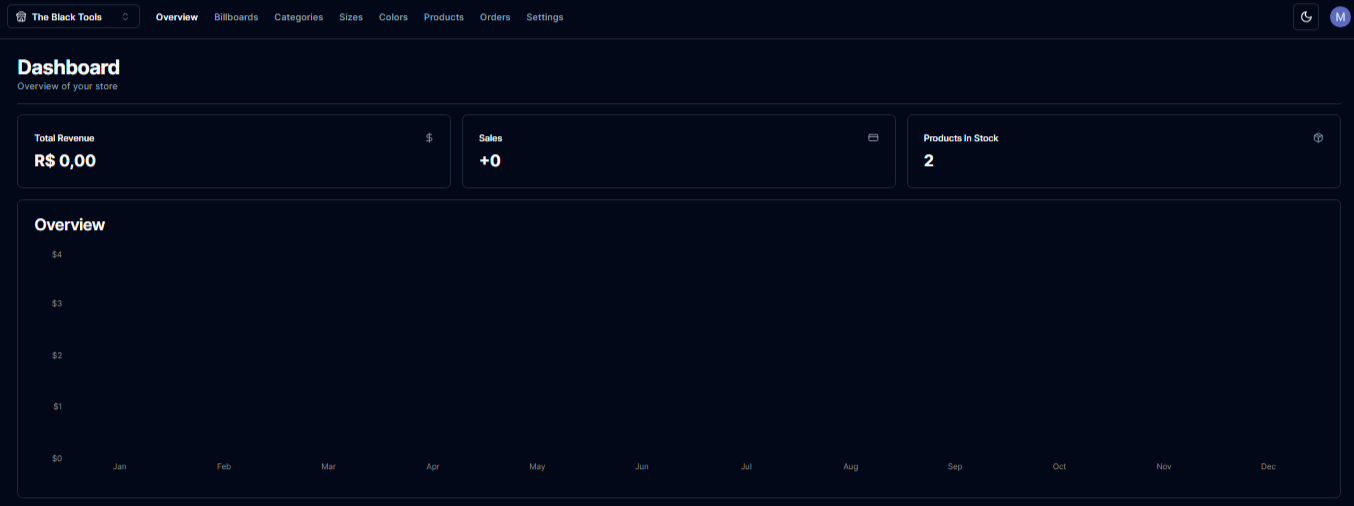 The Black Tools Overview Billboards Categories Sizes Colors Products Orders Settings M
Dashboard
Overview of your store
Total Revenue $
R$ 0,00
Sales
+0
Products In Stock
2
Overview
$4
$3
$2
$1
$0
Jan Feb Mar Apr May Jun Jul Aug Sep Oct Nov Dec